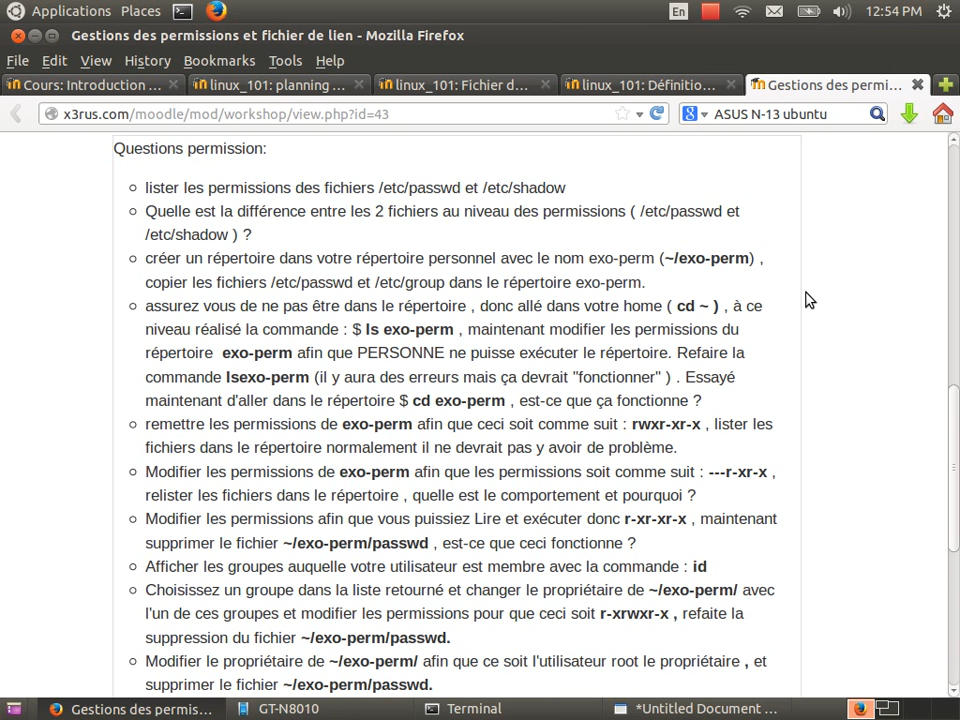 Applications Places En 12:54 PM
Gestions des permissions et fichier de lien - Mozilla Firefox
File Edit View History Bookmarks Tools Help
Cours: Introduction ... linux_101: planning ... linux_101: Fichier d... linux_101: Définitio... Gestions des permi...
x3rus.com/moodle/mod/workshop/view.php?id=43 ASUS N-13 ubuntu
Questions permission:
lister les permissions des fichiers /etc/passwd et /etc/shadow
Quelle est la différence entre les 2 fichiers au niveau des permissions ( /etc/passwd et
/etc/shadow ) ?
créer un répertoire dans votre répertoire personnel avec le nom exo-perm (~/exo-perm) ,
copier les fichiers /etc/passwd et /etc/group dans le répertoire exo-perm.
assurez vous de ne pas être dans le répertoire , donc allé dans votre home ( cd ~ ) , à ce
niveau réalisé la commande : $ ls exo-perm , maintenant modifier les permissions du
répertoire exo-perm afin que PERSONNE ne puisse exécuter le répertoire. Refaire la
commande lsexo-perm (il y aura des erreurs mais ça devrait "fonctionner" ) . Essayé
maintenant d'aller dans le répertoire $ cd exo-perm , est-ce que ça fonctionne ?
remettre les permissions de exo-perm afin que ceci soit comme suit : rwxr-xr-x , lister les
fichiers dans le répertoire normalement il ne devrait pas y avoir de problème.
Modifier les permissions de exo-perm afin que les permissions soit comme suit : ---r-xr-x ,
relister les fichiers dans le répertoire , quelle est le comportement et pourquoi ?
Modifier les permissions afin que vous puissiez Lire et exécuter donc r-xr-xr-x , maintenant
supprimer le fichier ~/exo-perm/passwd , est-ce que ceci fonctionne ?
Afficher les groupes auquelle votre utilisateur est membre avec la commande : id
Choisissez un groupe dans la liste retourné et changer le propriétaire de ~/exo-perm/ avec
l'un de ces groupes et modifier les permissions pour que ceci soit r-xrwxr-x , refaite la
suppression du fichier ~/exo-perm/passwd.
Modifier le propriétaire de ~/exo-perm/ afin que ce soit l'utilisateur root le propriétaire , et
supprimer le fichier ~/exo-perm/passwd.
Gestions des permis... GT-N8010 Terminal *Untitled Document ...